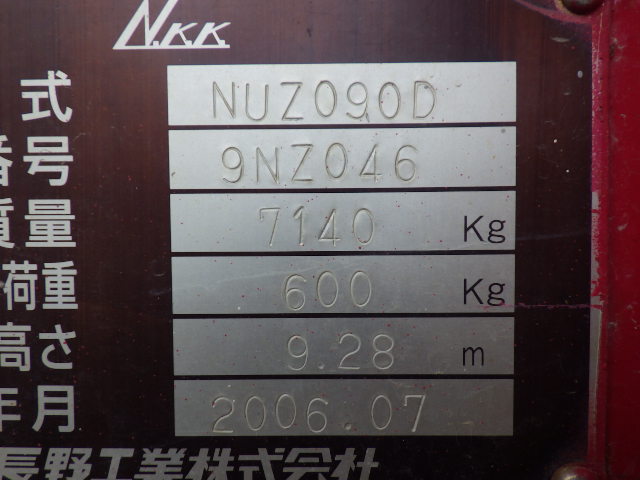 N.K.K.
式 NUZ090D
番号 9NZ046
質量 7140 Kg
荷重 600 Kg
高さ 9.28 m
年月 2006.07
長野工業株式会社